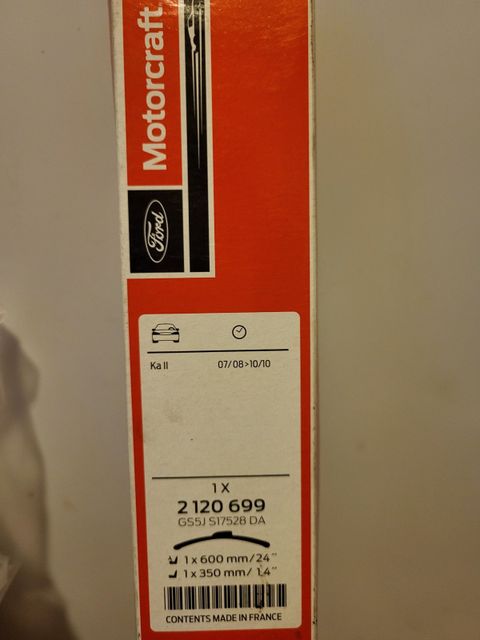 Motorcraft
Ford
Ka II 07/08>10/10
1 X
2 120 699
GS5J S17528 DA
1 x 600 mm/24"
1 x 350 mm/14"
CONTENTS MADE IN FRANCE